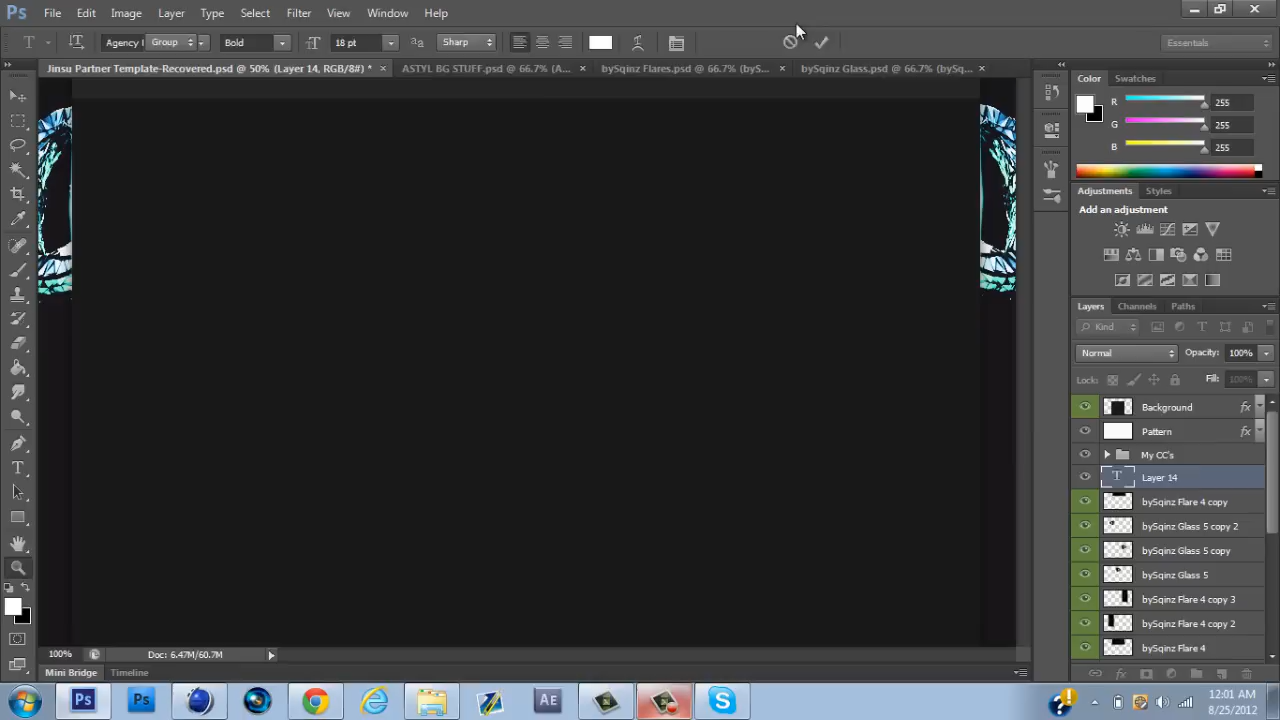 Ps File Edit Image Layer Type Select Filter View Window Help
T Agency Group Bold 18 pt Sharp Essentials
Jinsu Partner Template-Recovered.psd @ 50% (Layer 14, RGB/8#) * × ASTYL BG STUFF.psd @ 66.7% (A... × bySqinz Flares.psd @ 66.7% (byS... × bySqinz Glass.psd @ 66.7% (bySq... ×
Color Swatches
R 255
G 255
B 255
Adjustments Styles
Add an adjustment
Layers Channels Paths
Kind
Normal Opacity: 100%
Lock: Fill: 100%
Background fx
Pattern fx
My CC's
T Layer 14
bySqinz Flare 4 copy
bySqinz Glass 5 copy 2
bySqinz Glass 5 copy
bySqinz Glass 5
bySqinz Flare 4 copy 3
bySqinz Flare 4 copy 2
bySqinz Flare 4
100% Doc: 6.47M/60.7M
Mini Bridge Timeline
Ps Ps AE 12:01 AM
8/25/2012